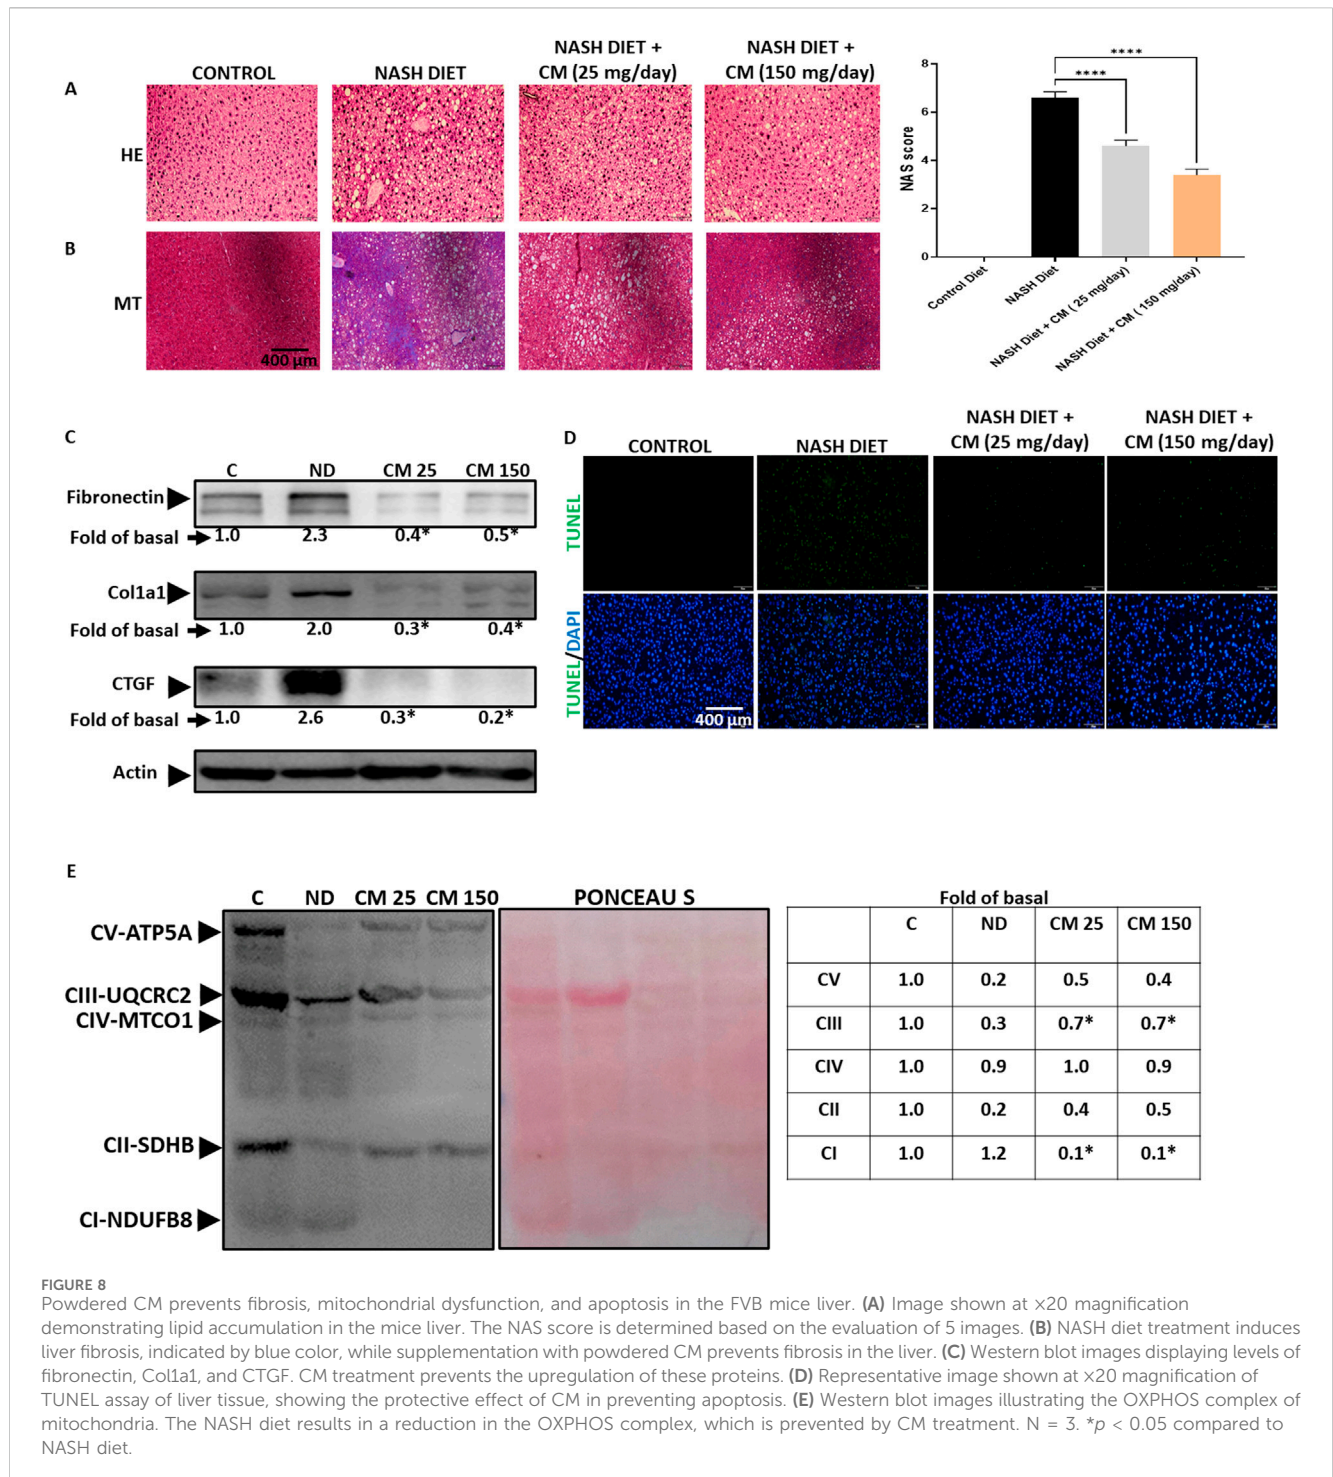 CONTROL
NASH DIET
NASH DIET +
CM (25 mg/day)
NASH DIET +
CM (150 mg/day)
A
HE
B
MT
400 µm
NAS score
8
6
4
2
0
****
****
Control Diet
NASH Diet
NASH Diet + CM ( 25 mg/day)
NASH Diet + CM ( 150 mg/day)
C
C ND CM 25 CM 150
Fibronectin
Fold of basal 1.0 2.3 0.4* 0.5*
Col1a1
Fold of basal 1.0 2.0 0.3* 0.4*
CTGF
Fold of basal 1.0 2.6 0.3* 0.2*
Actin
D
CONTROL
NASH DIET
NASH DIET +
CM (25 mg/day)
NASH DIET +
CM (150 mg/day)
TUNEL
TUNEL/DAPI
400 µm
E
C ND CM 25 CM 150
PONCEAU S
CV-ATP5A
CIII-UQCRC2
CIV-MTCO1
CII-SDHB
CI-NDUFB8
Fold of basal
C ND CM 25 CM 150
CV 1.0 0.2 0.5 0.4
CIII 1.0 0.3 0.7* 0.7*
CIV 1.0 0.9 1.0 0.9
CII 1.0 0.2 0.4 0.5
CI 1.0 1.2 0.1* 0.1*
FIGURE 8
Powdered CM prevents fibrosis, mitochondrial dysfunction, and apoptosis in the FVB mice liver. (A) Image shown at ×20 magnification
demonstrating lipid accumulation in the mice liver. The NAS score is determined based on the evaluation of 5 images. (B) NASH diet treatment induces
liver fibrosis, indicated by blue color, while supplementation with powdered CM prevents fibrosis in the liver. (C) Western blot images displaying levels of
fibronectin, Col1a1, and CTGF. CM treatment prevents the upregulation of these proteins. (D) Representative image shown at ×20 magnification of
TUNEL assay of liver tissue, showing the protective effect of CM in preventing apoptosis. (E) Western blot images illustrating the OXPHOS complex of
mitochondria. The NASH diet results in a reduction in the OXPHOS complex, which is prevented by CM treatment. N = 3. *p < 0.05 compared to
NASH diet.